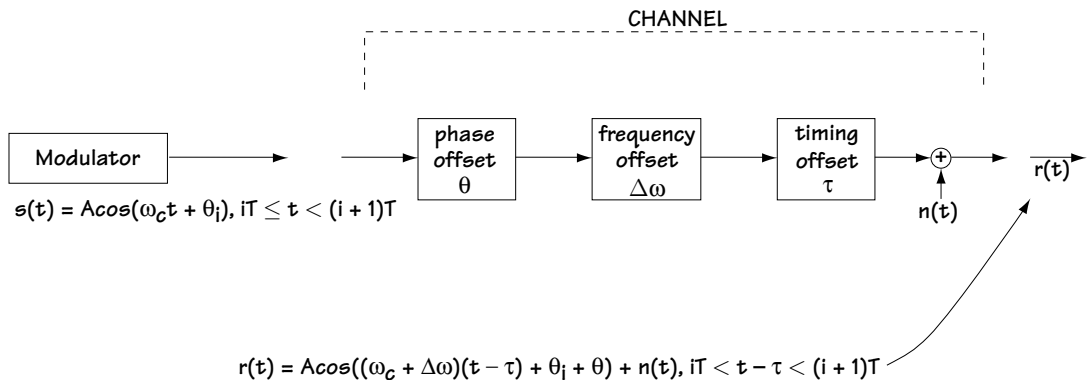 CHANNEL
Modulator
phase
offset
θ
frequency
offset
Δω
timing
offset
τ
+
n(t)
r(t)
s(t) = Acos(ω_c t + θ_i), iT ≤ t < (i + 1)T
r(t) = Acos((ω_c + Δω)(t − τ) + θ_i + θ) + n(t), iT < t − τ < (i + 1)T